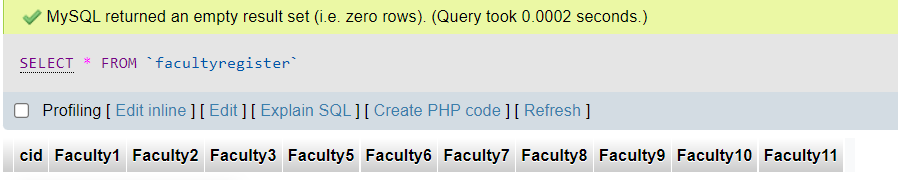 MySQL returned an empty result set (i.e. zero rows). (Query took 0.0002 seconds.)
SELECT * FROM `facultyregister`
Profiling [ Edit inline ] [ Edit ] [ Explain SQL ] [ Create PHP code ] [ Refresh ]
cid Faculty1 Faculty2 Faculty3 Faculty5 Faculty6 Faculty7 Faculty8 Faculty9 Faculty10 Faculty11